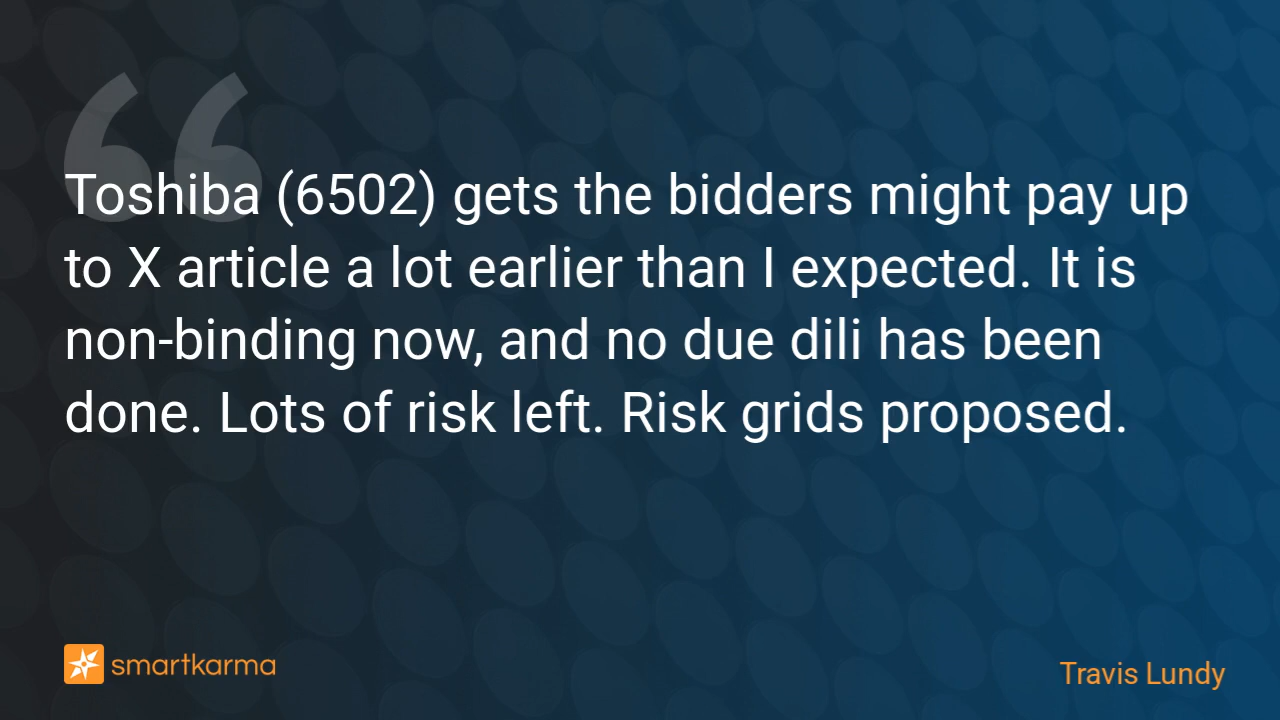 Toshiba (6502) gets the bidders might pay up
to X article a lot earlier than I expected. It is
non-binding now, and no due dili has been
done. Lots of risk left. Risk grids proposed.
smartkarma
Travis Lundy